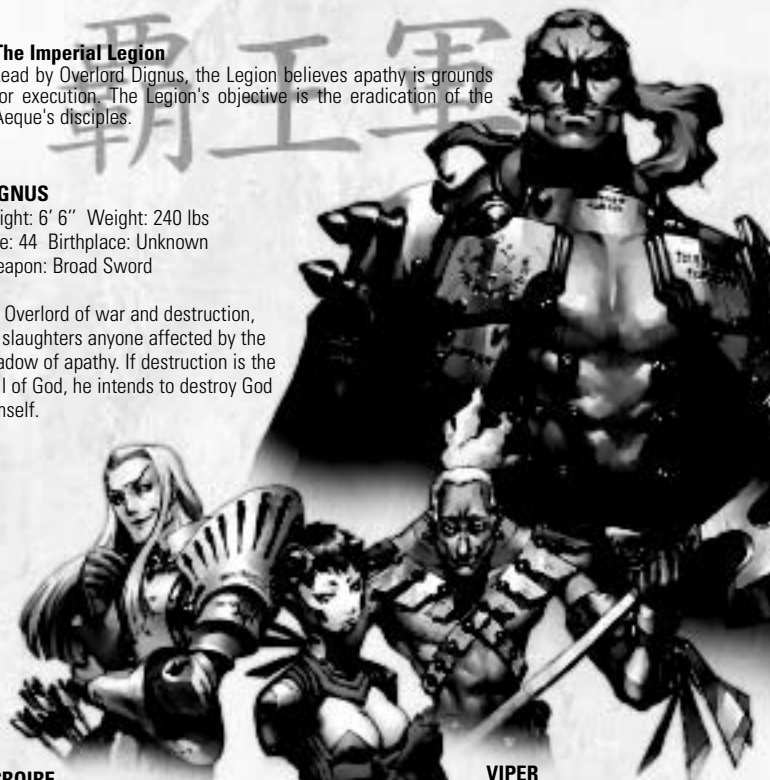 覇王軍
The Imperial Legion
ead by Overlord Dignus, the Legion believes apathy is grounds
or execution. The Legion's objective is the eradication of the
Aeque's disciples.
GNUS
ight: 6' 6'' Weight: 240 lbs
e: 44 Birthplace: Unknown
eapon: Broad Sword
Overlord of war and destruction,
slaughters anyone affected by the
adow of apathy. If destruction is the
l of God, he intends to destroy God
mself.
CROIRE
VIPER